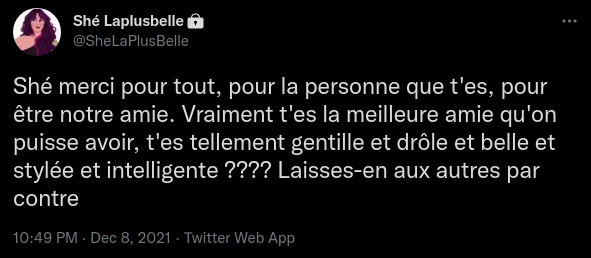 Shé Laplusbelle
@SheLaPlusBelle
Shé merci pour tout, pour la personne que t'es, pour
être notre amie. Vraiment t'es la meilleure amie qu'on
puisse avoir, t'es tellement gentille et drôle et belle et
stylée et intelligente ???? Laisses-en aux autres par
contre
10:49 PM · Dec 8, 2021 · Twitter Web App